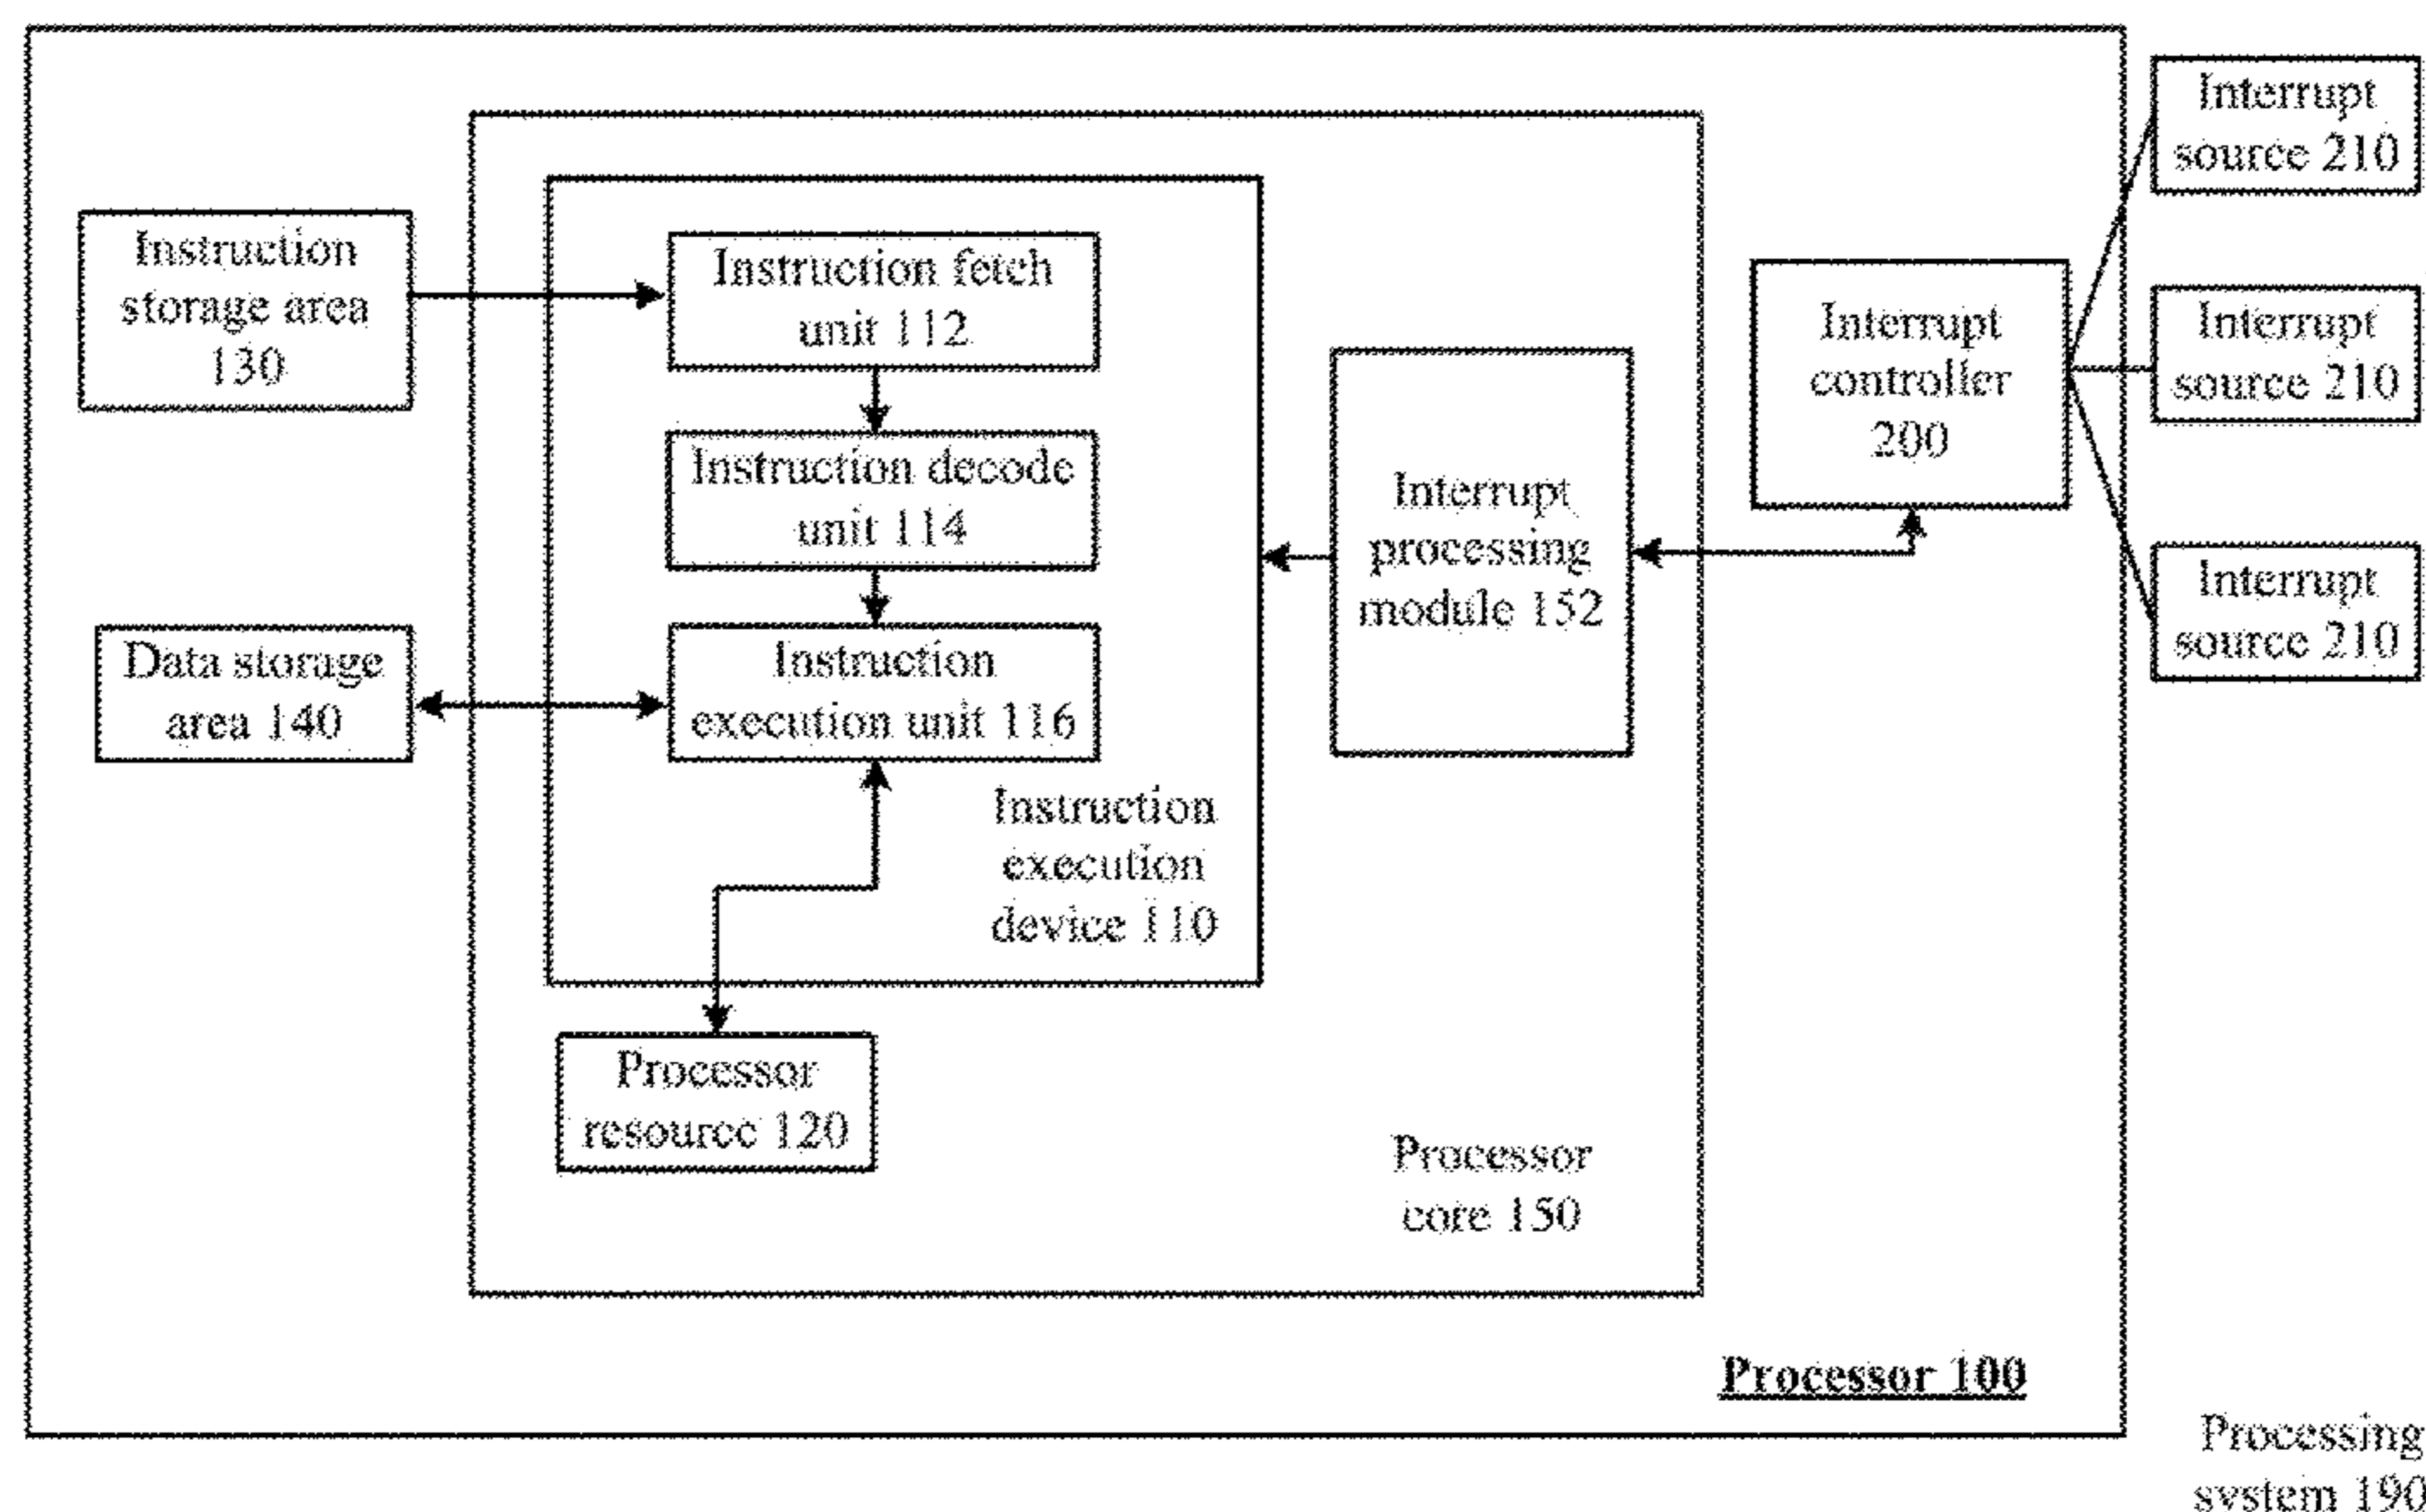 Interrupt
source 210
Instruction
storage area
130
Instruction fetch
unit 112
Interrupt
controller
200
Interrupt
source 210
Instruction decode
unit 114
Interrupt
processing
module 152
Interrupt
source 210
Data storage
area 140
Instruction
execution unit 116
Instruction
execution
device 110
Processor
resource 120
Processor
core 150
Processor 100
Processing
system 190